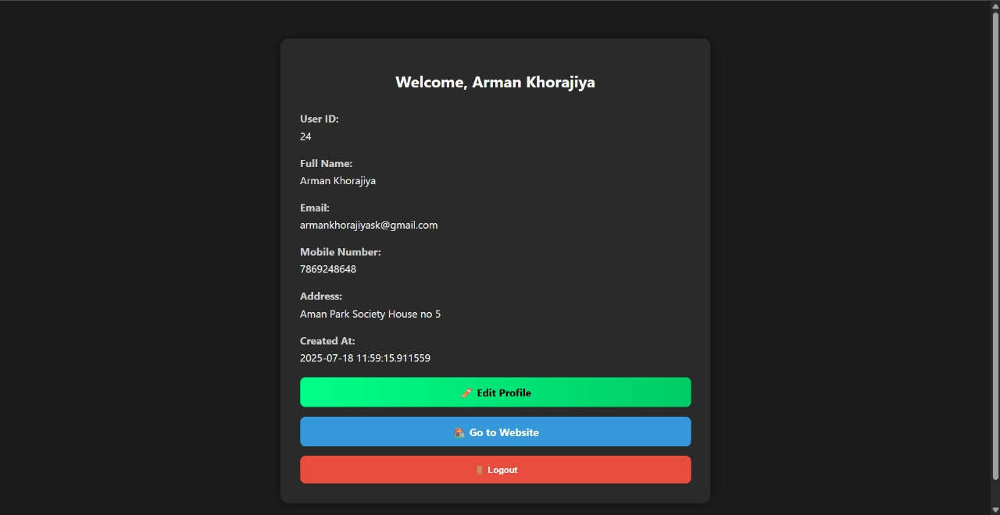 Welcome, Arman Khorajiya
User ID:
24
Full Name:
Arman Khorajiya
Email:
armankhorajiyask@gmail.com
Mobile Number:
7869248648
Address:
Aman Park Society House no 5
Created At:
2025-07-18 11:59:15.911559
Edit Profile
Go to Website
Logout